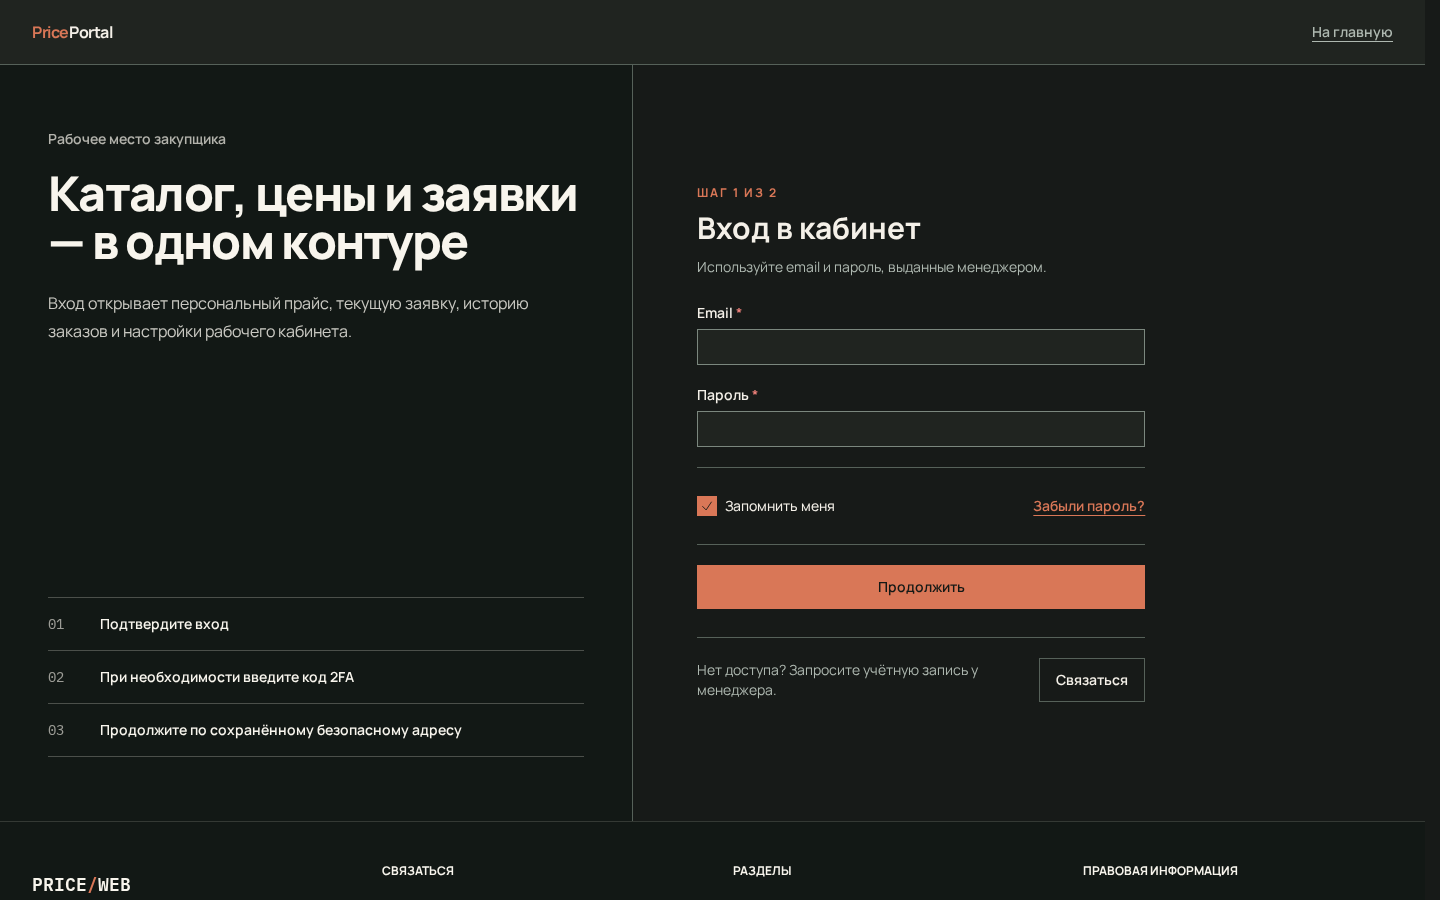 PricePortal
На главную
Рабочее место закупщика
Каталог, цены и заявки
— в одном контуре
Вход открывает персональный прайс, текущую заявку, историю
заказов и настройки рабочего кабинета.
01 Подтвердите вход
02 При необходимости введите код 2FA
03 Продолжите по сохранённому безопасному адресу
ШАГ 1 ИЗ 2
Вход в кабинет
Используйте email и пароль, выданные менеджером.
Email *
Пароль *
Запомнить меня
Забыли пароль?
Продолжить
Нет доступа? Запросите учётную запись у
менеджера.
Связаться
PRICE/WEB
СВЯЗАТЬСЯ
РАЗДЕЛЫ
ПРАВОВАЯ ИНФОРМАЦИЯ